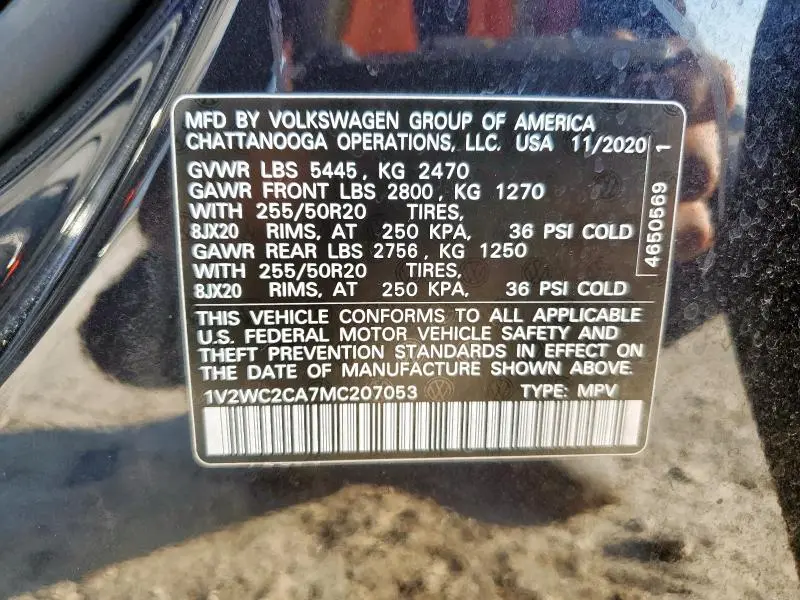 MFD BY VOLKSWAGEN GROUP OF AMERICA
CHATTANOOGA OPERATIONS, LLC. USA 11/2020
GVWR LBS 5445, KG 2470
GAWR FRONT LBS 2800, KG 1270
WITH 255/50R20 TIRES,
8JX20 RIMS, AT 250 KPA, 36 PSI COLD
GAWR REAR LBS 2756, KG 1250
WITH 255/50R20 TIRES,
8JX20 RIMS, AT 250 KPA, 36 PSI COLD
THIS VEHICLE CONFORMS TO ALL APPLICABLE
U.S. FEDERAL MOTOR VEHICLE SAFETY AND
THEFT PREVENTION STANDARDS IN EFFECT ON
THE DATE OF MANUFACTURE SHOWN ABOVE.
1V2WC2CA7MC207053 TYPE: MPV
4650569 1